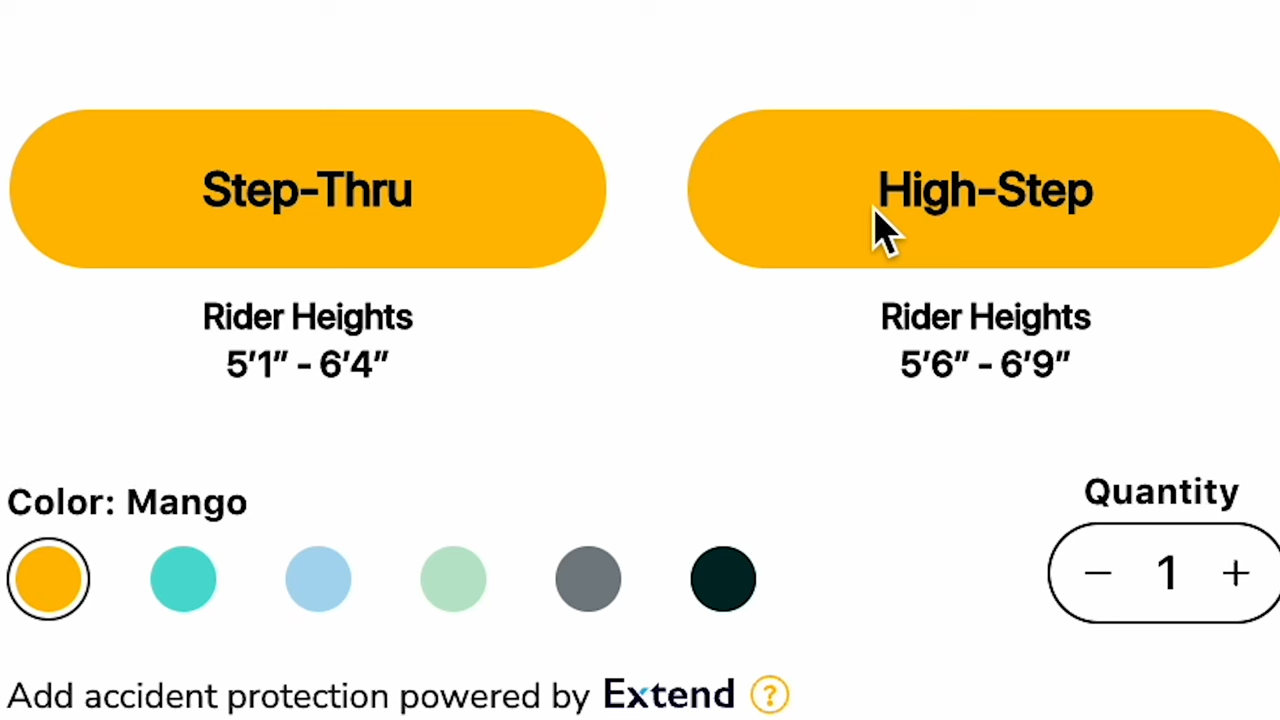 Step-Thru
High-Step
Rider Heights
5’1” - 6’4”
Rider Heights
5’6” - 6’9”
Color: Mango
Quantity
− 1 +
Add accident protection powered by Extend ?